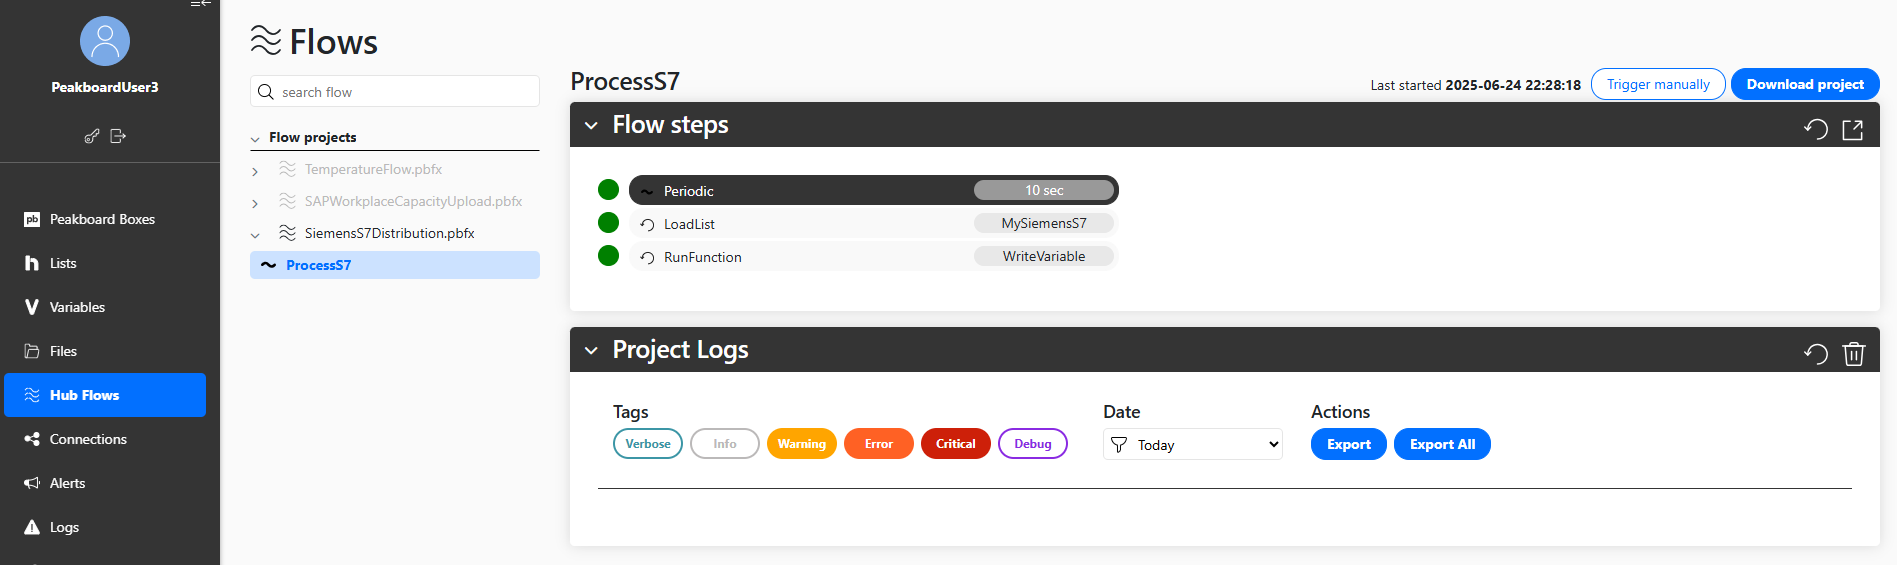 PeakboardUser3
pb Peakboard Boxes
h Lists
V Variables
Files
Hub Flows
Connections
Alerts
Logs
Flows
search flow
Flow projects
TemperatureFlow.pbfx
SAPWorkplaceCapacityUpload.pbfx
SiemensS7Distribution.pbfx
ProcessS7
ProcessS7
Last started 2025-06-24 22:28:18 Trigger manually Download project
Flow steps
Periodic 10 sec
LoadList MySiemensS7
RunFunction WriteVariable
Project Logs
Tags Date Actions
Verbose Info Warning Error Critical Debug Today Export Export All